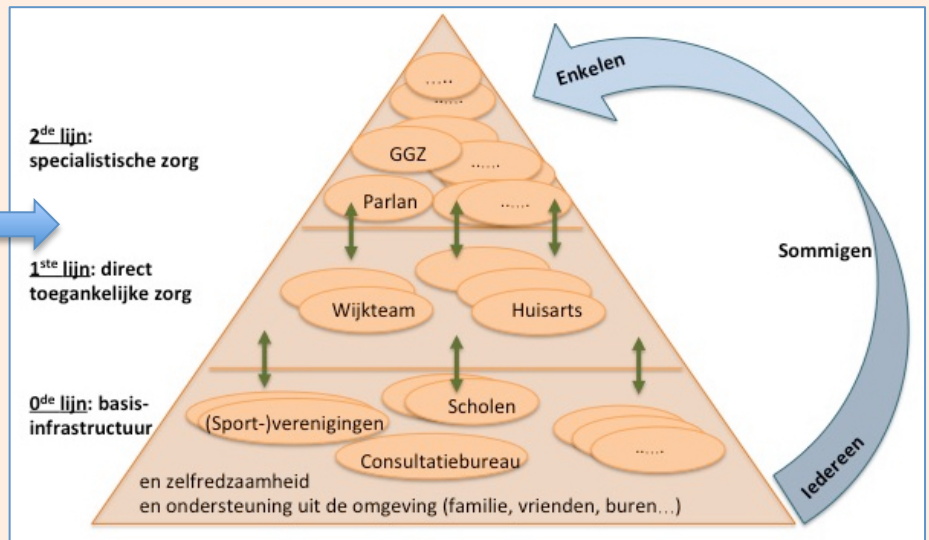 .....
......
2de lijn:
specialistische zorg
GGZ
......
Parlan
......
Enkelen
Sommigen
Iedereen
1ste lijn: direct
toegankelijke zorg
Wijkteam
Huisarts
0de lijn: basis-
infrastructuur
(Sport-)verenigingen
Scholen
Consultatiebureau
......
en zelfredzaamheid
en ondersteuning uit de omgeving (familie, vrienden, buren...)